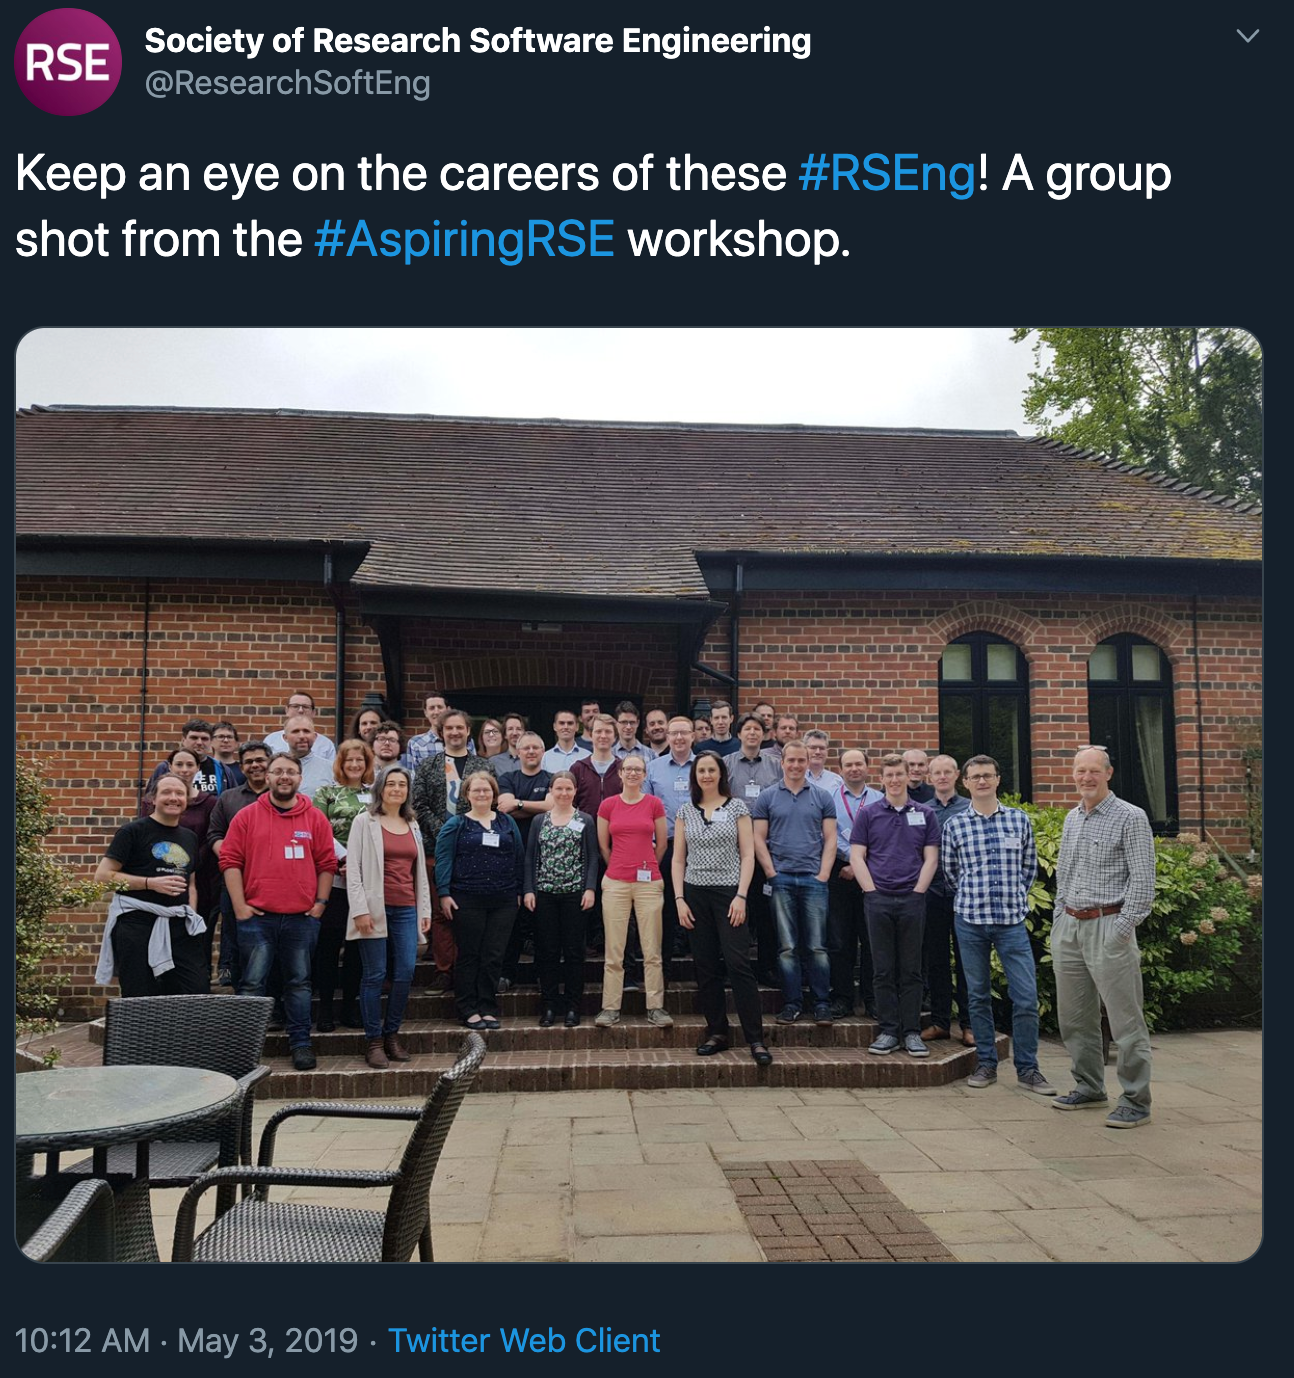 RSE
Society of Research Software Engineering
@ResearchSoftEng
Keep an eye on the careers of these #RSEng! A group
shot from the #AspiringRSE workshop.
10:12 AM · May 3, 2019 · Twitter Web Client